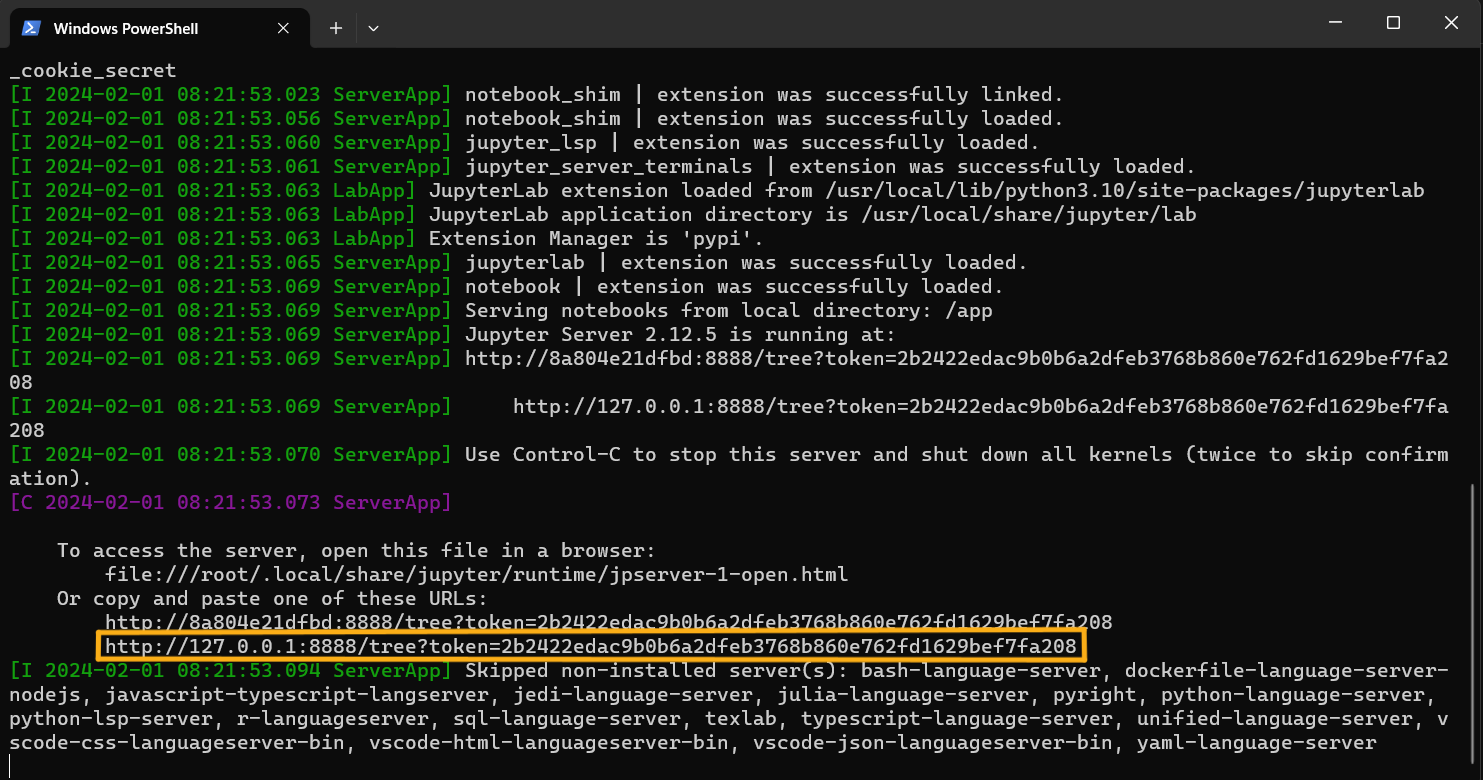 Windows PowerShell
_cookie_secret
[I 2024-02-01 08:21:53.023 ServerApp] notebook_shim | extension was successfully linked.
[I 2024-02-01 08:21:53.056 ServerApp] notebook_shim | extension was successfully loaded.
[I 2024-02-01 08:21:53.060 ServerApp] jupyter_lsp | extension was successfully loaded.
[I 2024-02-01 08:21:53.061 ServerApp] jupyter_server_terminals | extension was successfully loaded.
[I 2024-02-01 08:21:53.063 LabApp] JupyterLab extension loaded from /usr/local/lib/python3.10/site-packages/jupyterlab
[I 2024-02-01 08:21:53.063 LabApp] JupyterLab application directory is /usr/local/share/jupyter/lab
[I 2024-02-01 08:21:53.063 LabApp] Extension Manager is 'pypi'.
[I 2024-02-01 08:21:53.065 ServerApp] jupyterlab | extension was successfully loaded.
[I 2024-02-01 08:21:53.069 ServerApp] notebook | extension was successfully loaded.
[I 2024-02-01 08:21:53.069 ServerApp] Serving notebooks from local directory: /app
[I 2024-02-01 08:21:53.069 ServerApp] Jupyter Server 2.12.5 is running at:
[I 2024-02-01 08:21:53.069 ServerApp] http://8a804e21dfbd:8888/tree?token=2b2422edac9b0b6a2dfeb3768b860e762fd1629bef7fa2
08
[I 2024-02-01 08:21:53.069 ServerApp]     http://127.0.0.1:8888/tree?token=2b2422edac9b0b6a2dfeb3768b860e762fd1629bef7fa
208
[I 2024-02-01 08:21:53.070 ServerApp] Use Control-C to stop this server and shut down all kernels (twice to skip confirm
ation).
[C 2024-02-01 08:21:53.073 ServerApp]
To access the server, open this file in a browser:
file:///root/.local/share/jupyter/runtime/jpserver-1-open.html
Or copy and paste one of these URLs:
http://8a804e21dfbd:8888/tree?token=2b2422edac9b0b6a2dfeb3768b860e762fd1629bef7fa208
http://127.0.0.1:8888/tree?token=2b2422edac9b0b6a2dfeb3768b860e762fd1629bef7fa208
[I 2024-02-01 08:21:53.094 ServerApp] Skipped non-installed server(s): bash-language-server, dockerfile-language-server-
nodejs, javascript-typescript-langserver, jedi-language-server, julia-language-server, pyright, python-language-server,
python-lsp-server, r-languageserver, sql-language-server, texlab, typescript-language-server, unified-language-server, v
scode-css-languageserver-bin, vscode-html-languageserver-bin, vscode-json-languageserver-bin, yaml-language-server